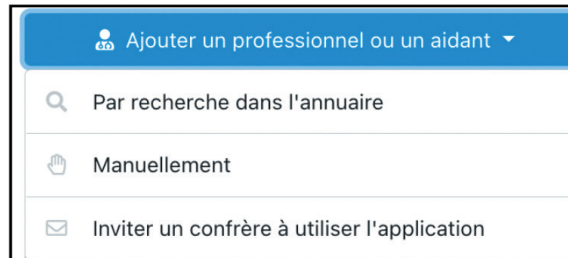 Ajouter un professionnel ou un aidant
Par recherche dans l'annuaire
Manuellement
Inviter un confrère à utiliser l'application